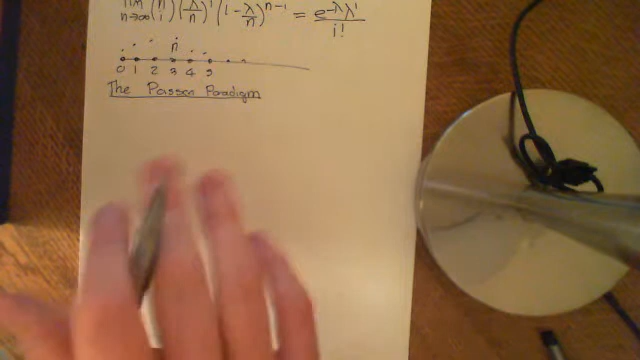 lim n→∞ (n i) (λ/n)^i (1 - λ/n)^n-i = e^-λ λ^i / i!
n
0 1 2 3 4 5
The Poisson Paradigm